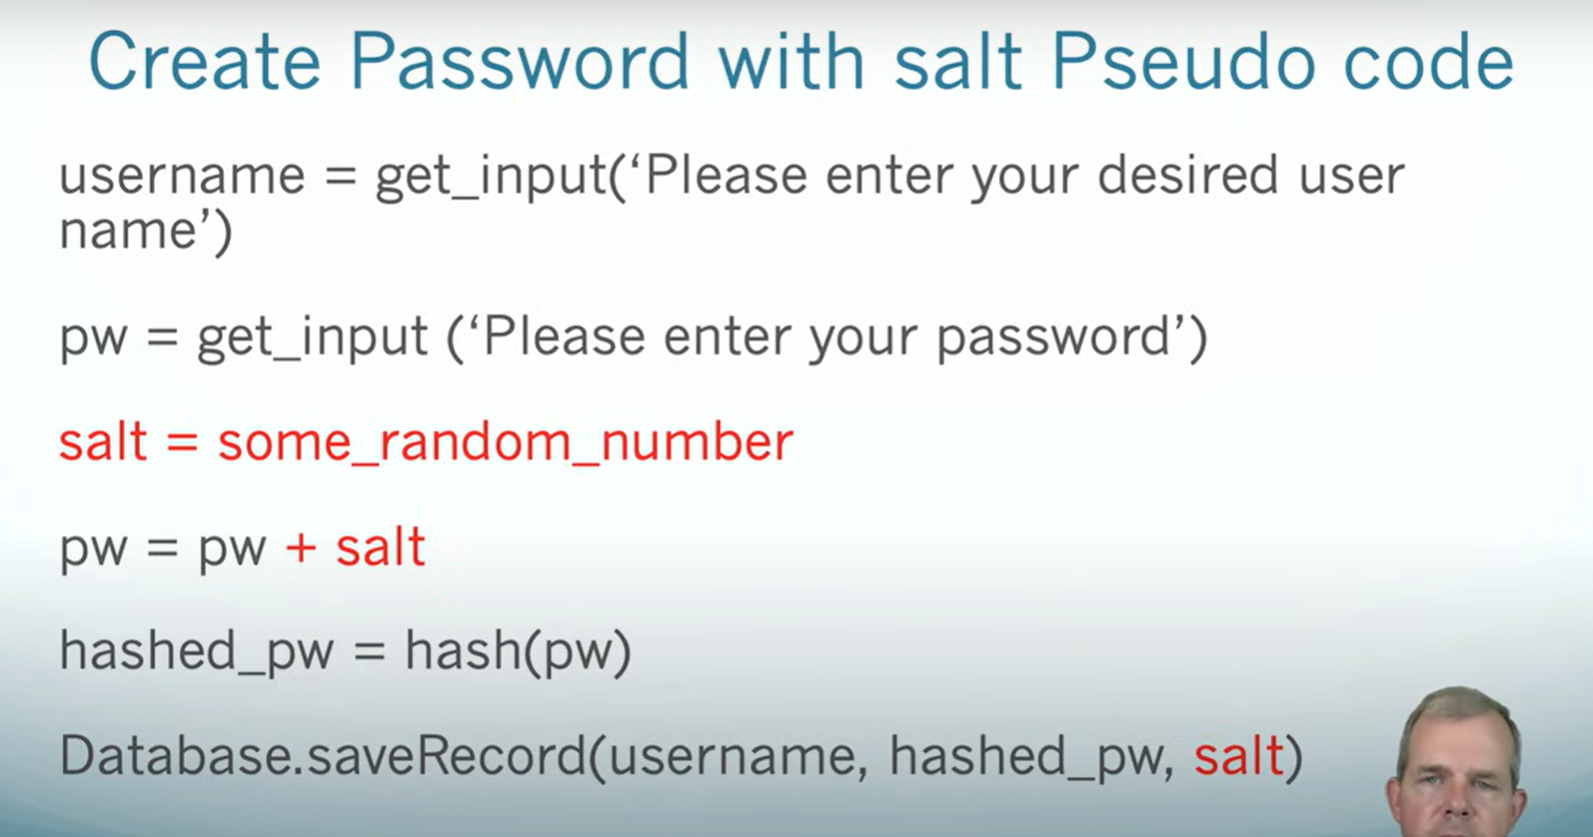 Create Password with salt Pseudo code
username = get_input(‘Please enter your desired user
name’)
pw = get_input (‘Please enter your password’)
salt = some_random_number
pw = pw + salt
hashed_pw = hash(pw)
Database.saveRecord(username, hashed_pw, salt)